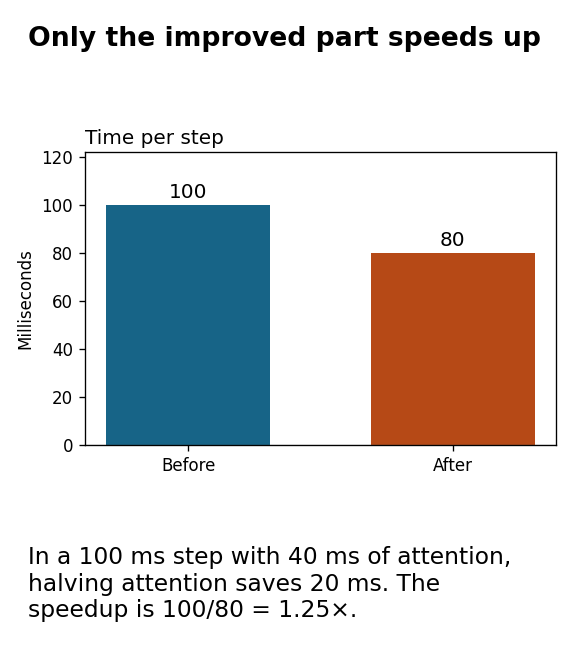 Only the improved part speeds up
Time per step
120
100
80
60
40
20
0
Milliseconds
100
80
Before
After
In a 100 ms step with 40 ms of attention,
halving attention saves 20 ms. The
speedup is 100/80 = 1.25×.